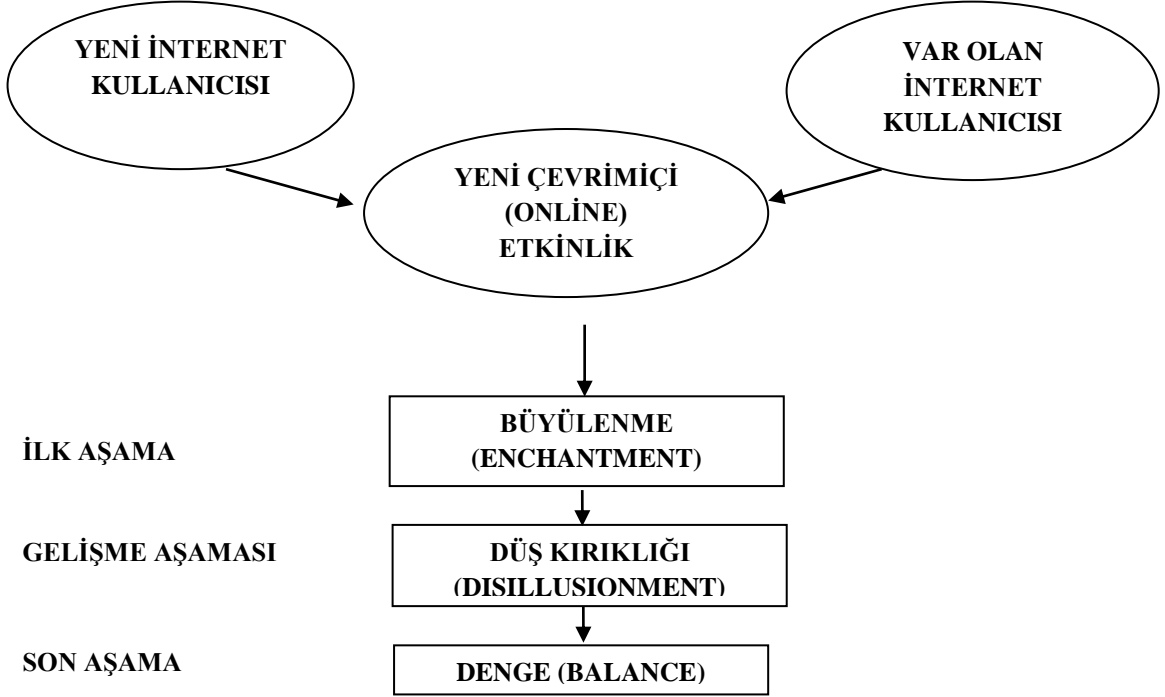 YENİ İNTERNET
KULLANICISI
VAR OLAN
İNTERNET
KULLANICISI
YENİ ÇEVRİMİÇİ
(ONLİNE)
ETKİNLİK
İLK AŞAMA
BÜYÜLENME
(ENCHANTMENT)
GELİŞME AŞAMASI
DÜŞ KIRIKLIĞI
(DISILLUSIONMENT)
SON AŞAMA
DENGE (BALANCE)